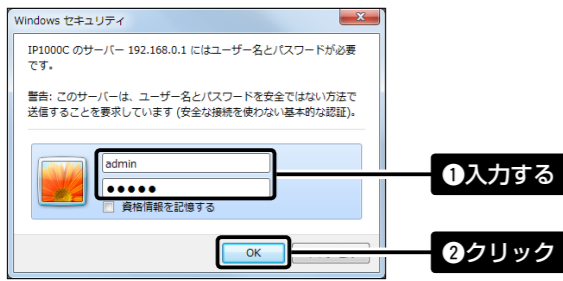 Windows セキュリティ
IP1000C のサーバー 192.168.0.1 にはユーザー名とパスワードが必要
です。
警告: このサーバーは、ユーザー名とパスワードを安全ではない方法で
送信することを要求しています (安全な接続を使わない基本的な認証)。
admin
●●●●●
❶入力する
資格情報を記憶する
OK
❷クリック